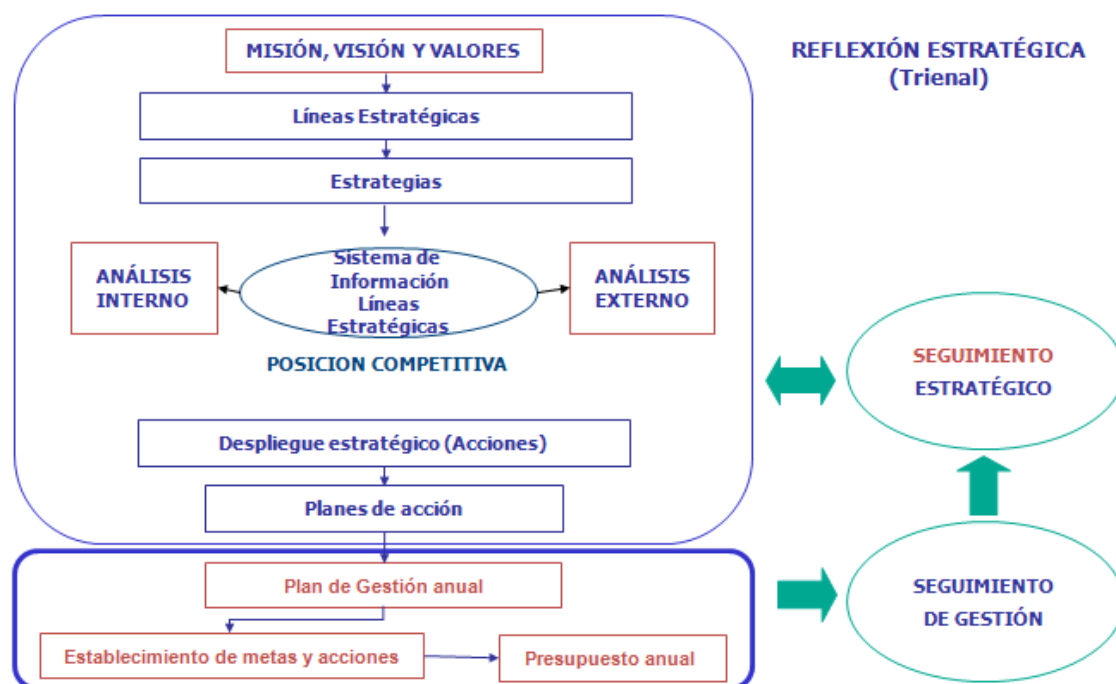 MISIÓN, VISIÓN Y VALORES
REFLEXIÓN ESTRATÉGICA
(Trienal)
Líneas Estratégicas
Estrategias
ANÁLISIS
INTERNO
Sistema de
Información
Líneas
Estratégicas
ANÁLISIS
EXTERNO
POSICION COMPETITIVA
SEGUIMIENTO
ESTRATÉGICO
Despliegue estratégico (Acciones)
Planes de acción
Plan de Gestión anual
SEGUIMIENTO
DE GESTIÓN
Establecimiento de metas y acciones
Presupuesto anual